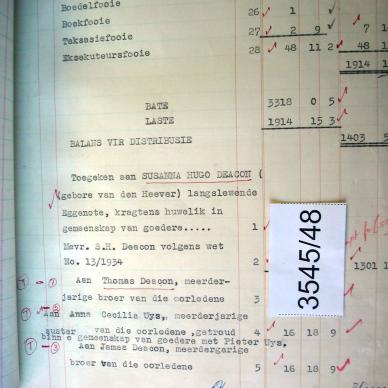 Boedelfooie
Boekfooie 26 1
Taksasiefooie 27 2 9 7
Eksekuteursfooie 28 48 11 2 48 1
1914 1
BATE 3318 0 5
LASTE 1914 15 3
BALANS VIR DISTRIBUSIE 1403 5
Toegeken aan SUSANNA HUGO DEACON (
(gebore van den Heever) langslewende
Eggenote, kragtens huwelik in
gemeenskap van goedere..... 1
Mevr. S.H. Deacon volgens wet
No. 13/1934 2 1301 1
Aan Thomas Deacon, meerder-
jarige broer van die oorledene 3
Aan Anna Cecilia Uys, meerderjarige
suster van die oorledene, getroud 4 16 18 9
binne gemeenskap van goedere met Pieter Uys,
Aan James Deacon, meerdergarige
broer van die oorledene 5 16 18 9
3545/48